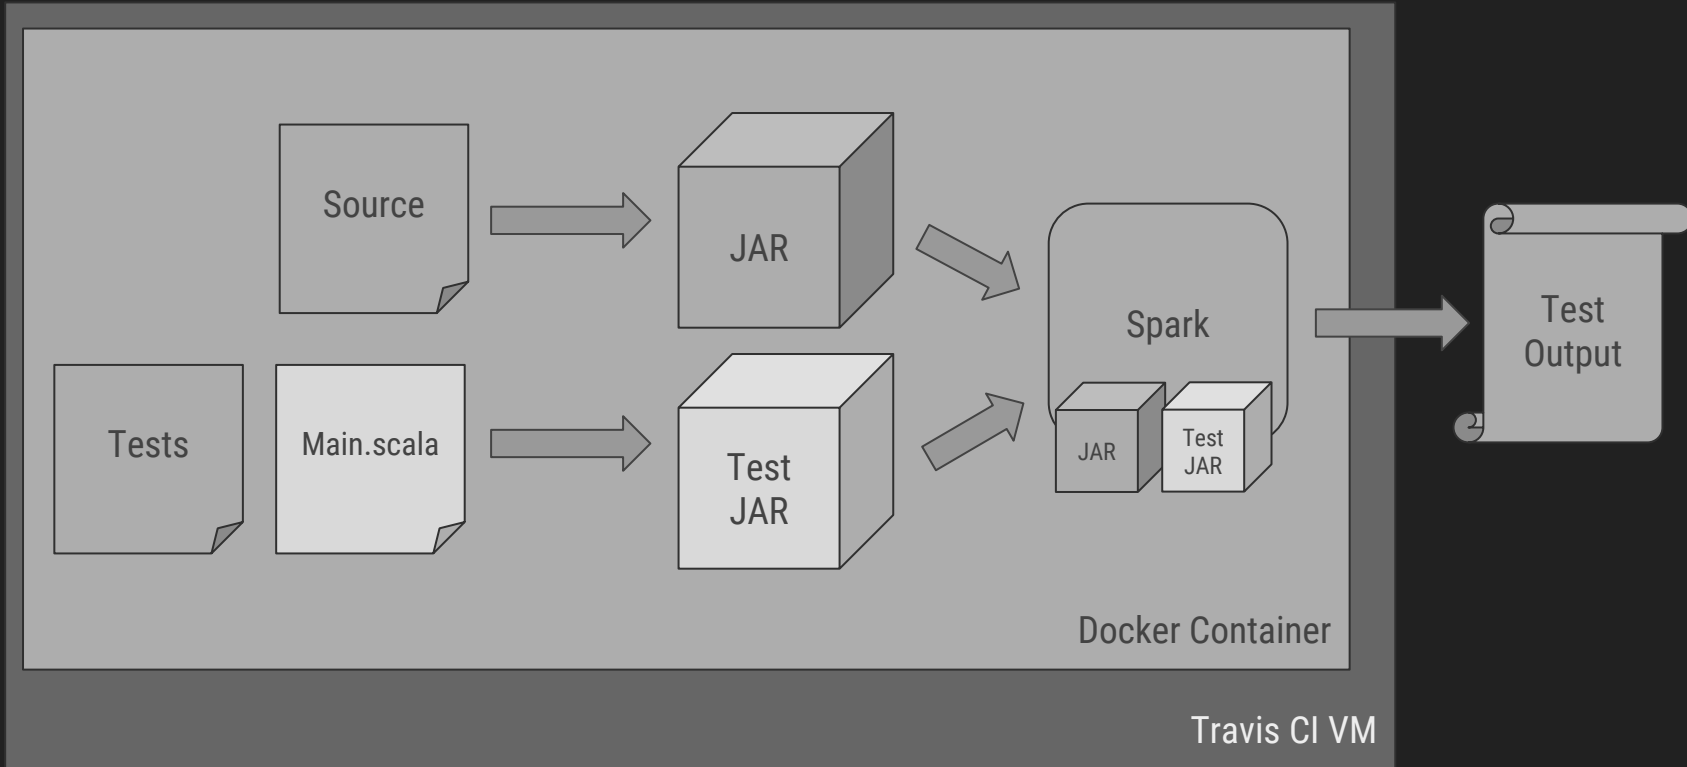 Source
JAR
Spark
Test
Output
Tests
Main.scala
Test
JAR
JAR
Test
JAR
Docker Container
Travis CI VM